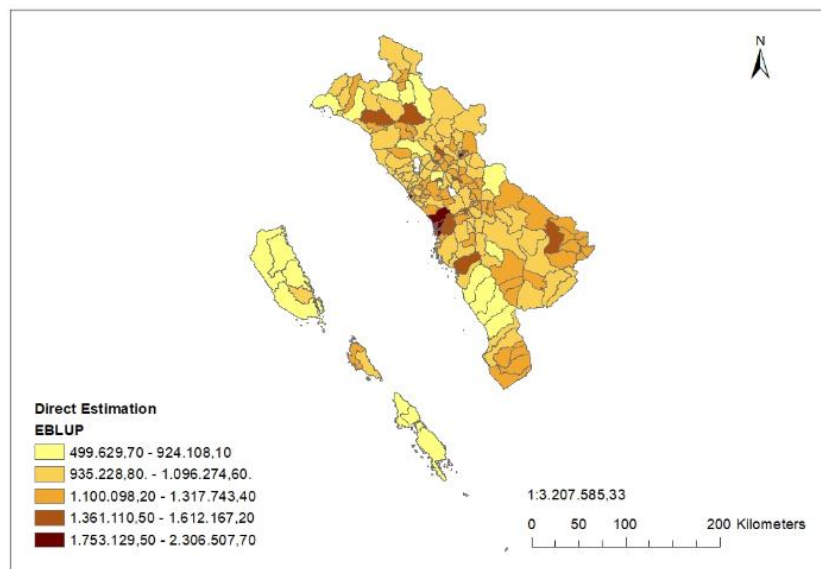 N
Direct Estimation
EBLUP
499.629,70 - 924.108,10
935.228,80. - 1.096.274,60.
1.100.098,20 - 1.317.743,40
1.361.110,50 - 1.612.167,20
1.753.129,50 - 2.306.507,70
1:3.207.585,33
0 50 100 200 Kilometers